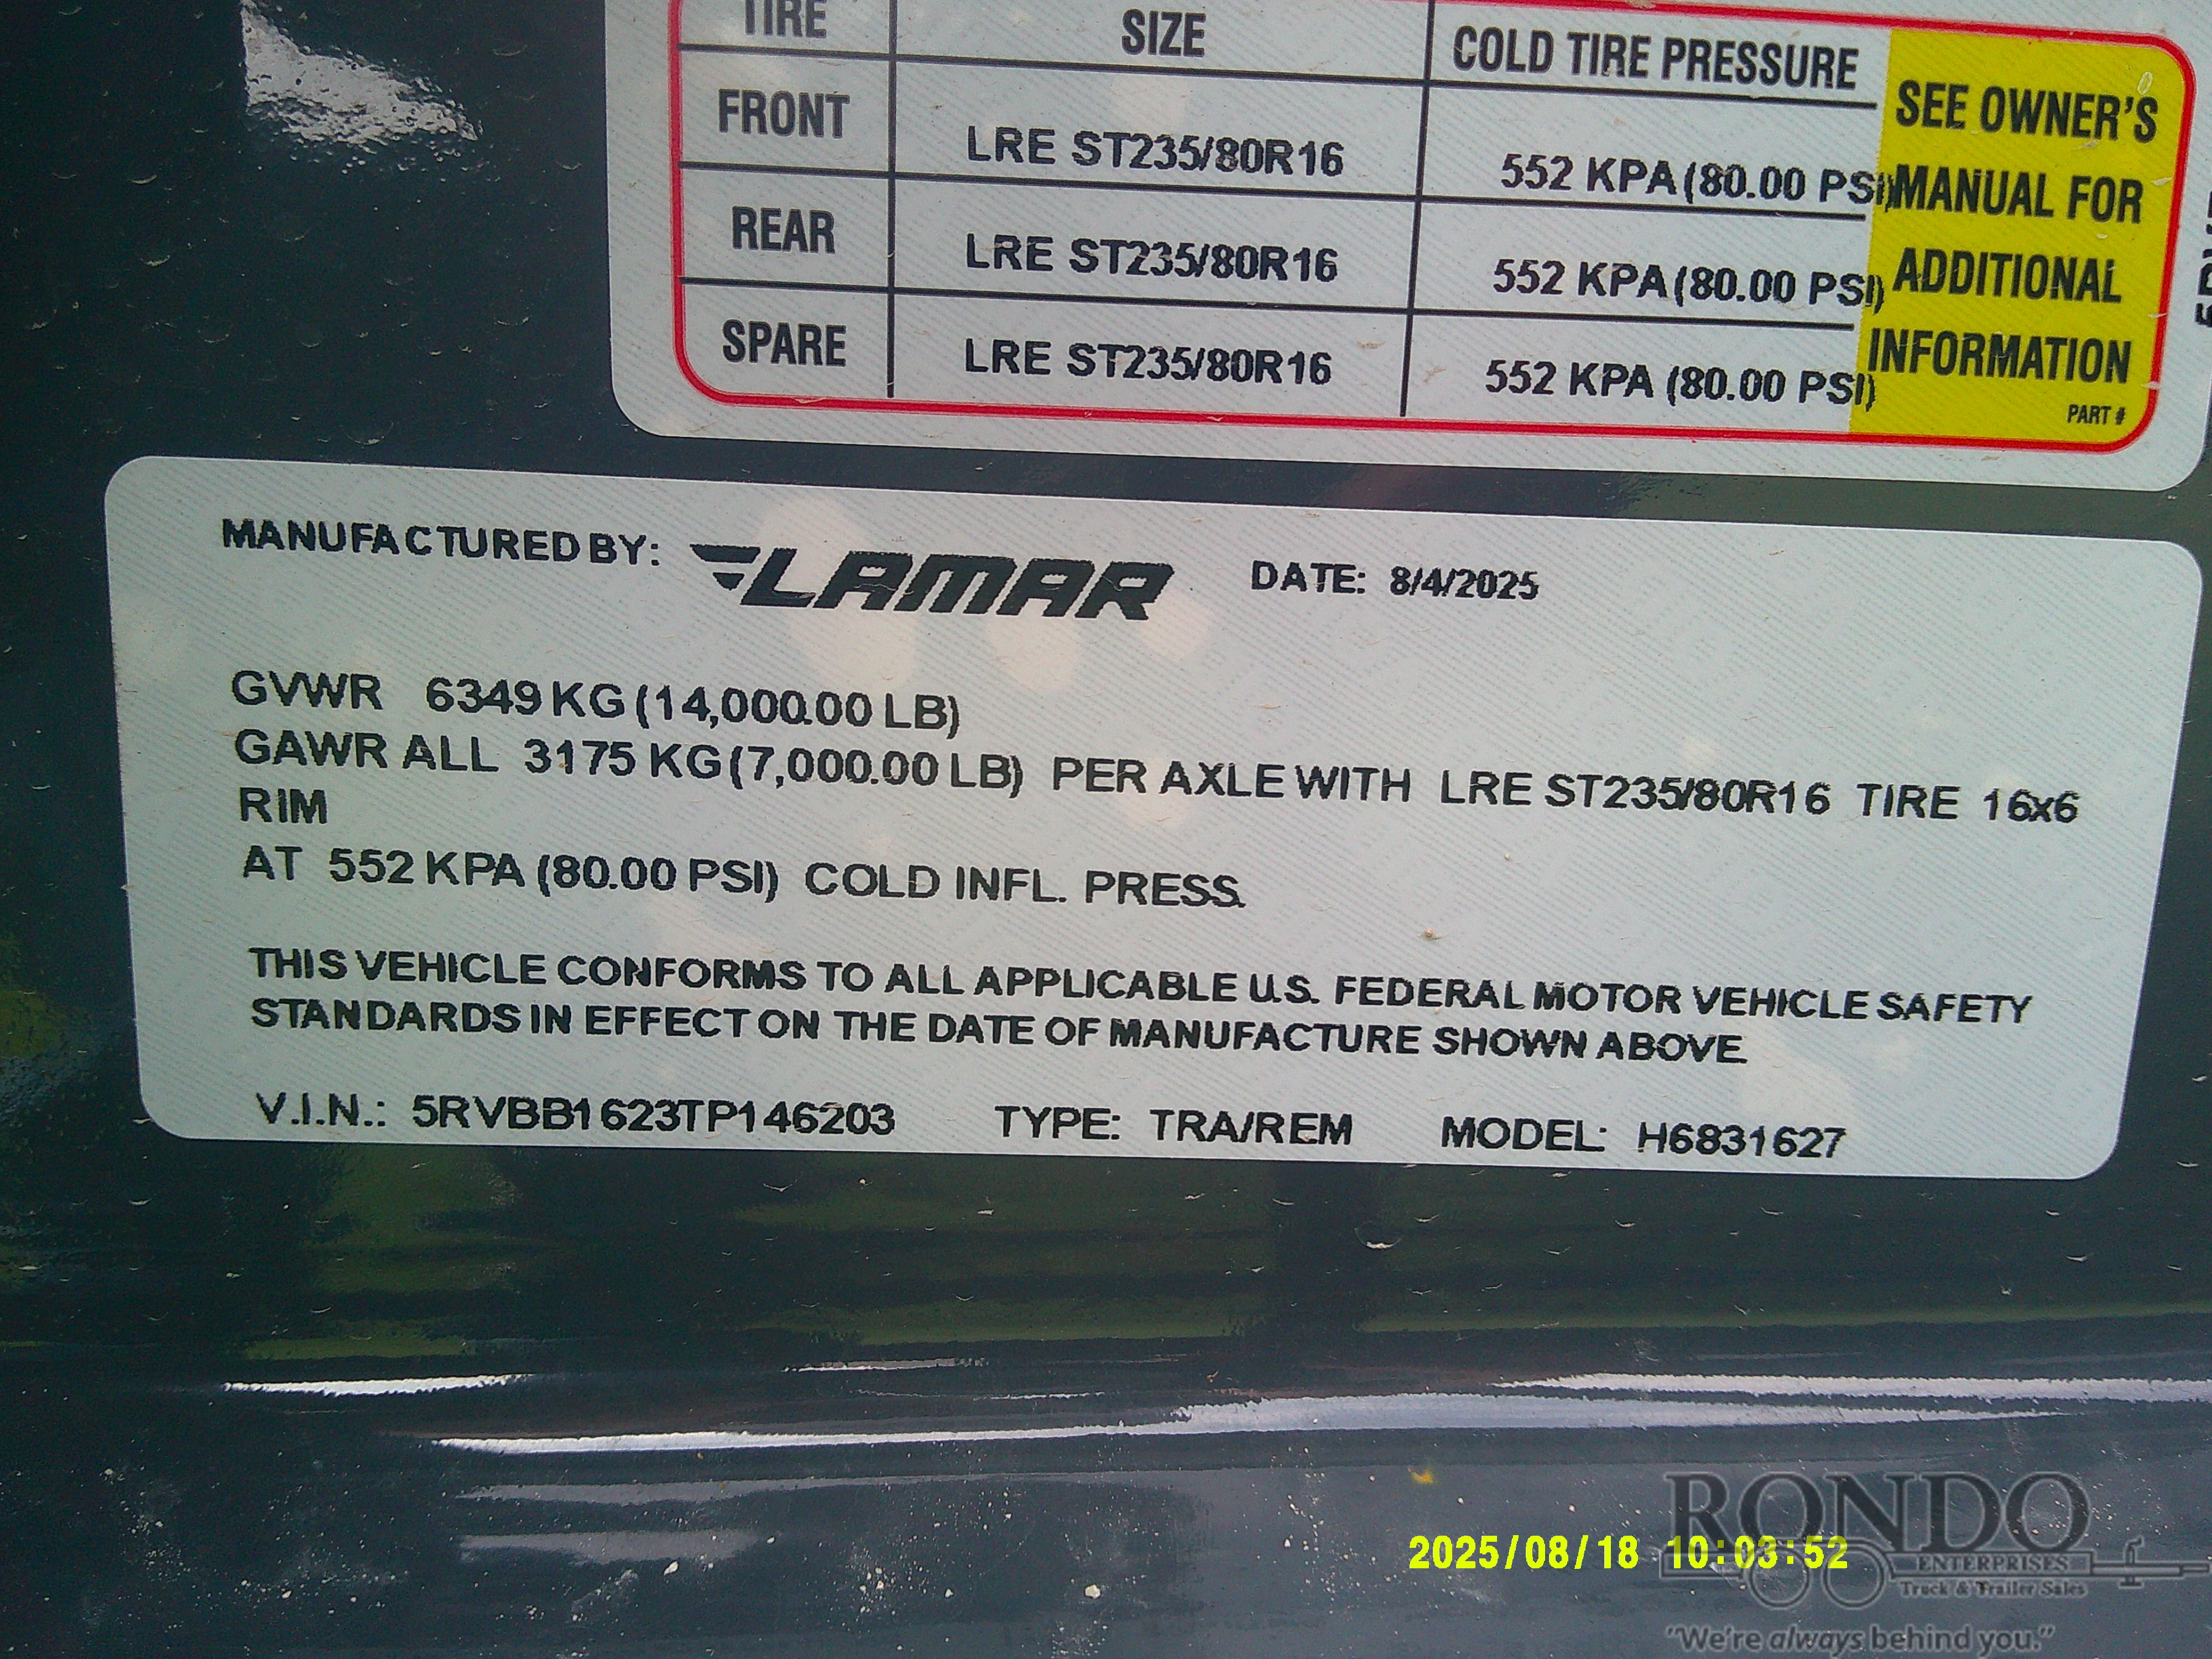 TIRE SIZE COLD TIRE PRESSURE
SEE OWNER'S MANUAL FOR ADDITIONAL INFORMATION
PART #
FRONT LRE ST235/80R16 552 KPA (80.00 PSI)
REAR LRE ST235/80R16 552 KPA (80.00 PSI)
SPARE LRE ST235/80R16 552 KPA (80.00 PSI)
MANUFACTURED BY: LAMAR DATE: 8/4/2025
GVWR 6349 KG (14,000.00 LB)
GAWR ALL 3175 KG (7,000.00 LB) PER AXLE WITH LRE ST235/80R16 TIRE 16x6
RIM
AT 552 KPA (80.00 PSI) COLD INFL. PRESS.
THIS VEHICLE CONFORMS TO ALL APPLICABLE U.S. FEDERAL MOTOR VEHICLE SAFETY
STANDARDS IN EFFECT ON THE DATE OF MANUFACTURE SHOWN ABOVE.
V.I.N.: 5RVBB1623TP146203 TYPE: TRA/REM MODEL: H6831627
2025/08/18 10:03:52
RONDO
ENTERPRISES
Truck & Trailer Sales
"We're always behind you."